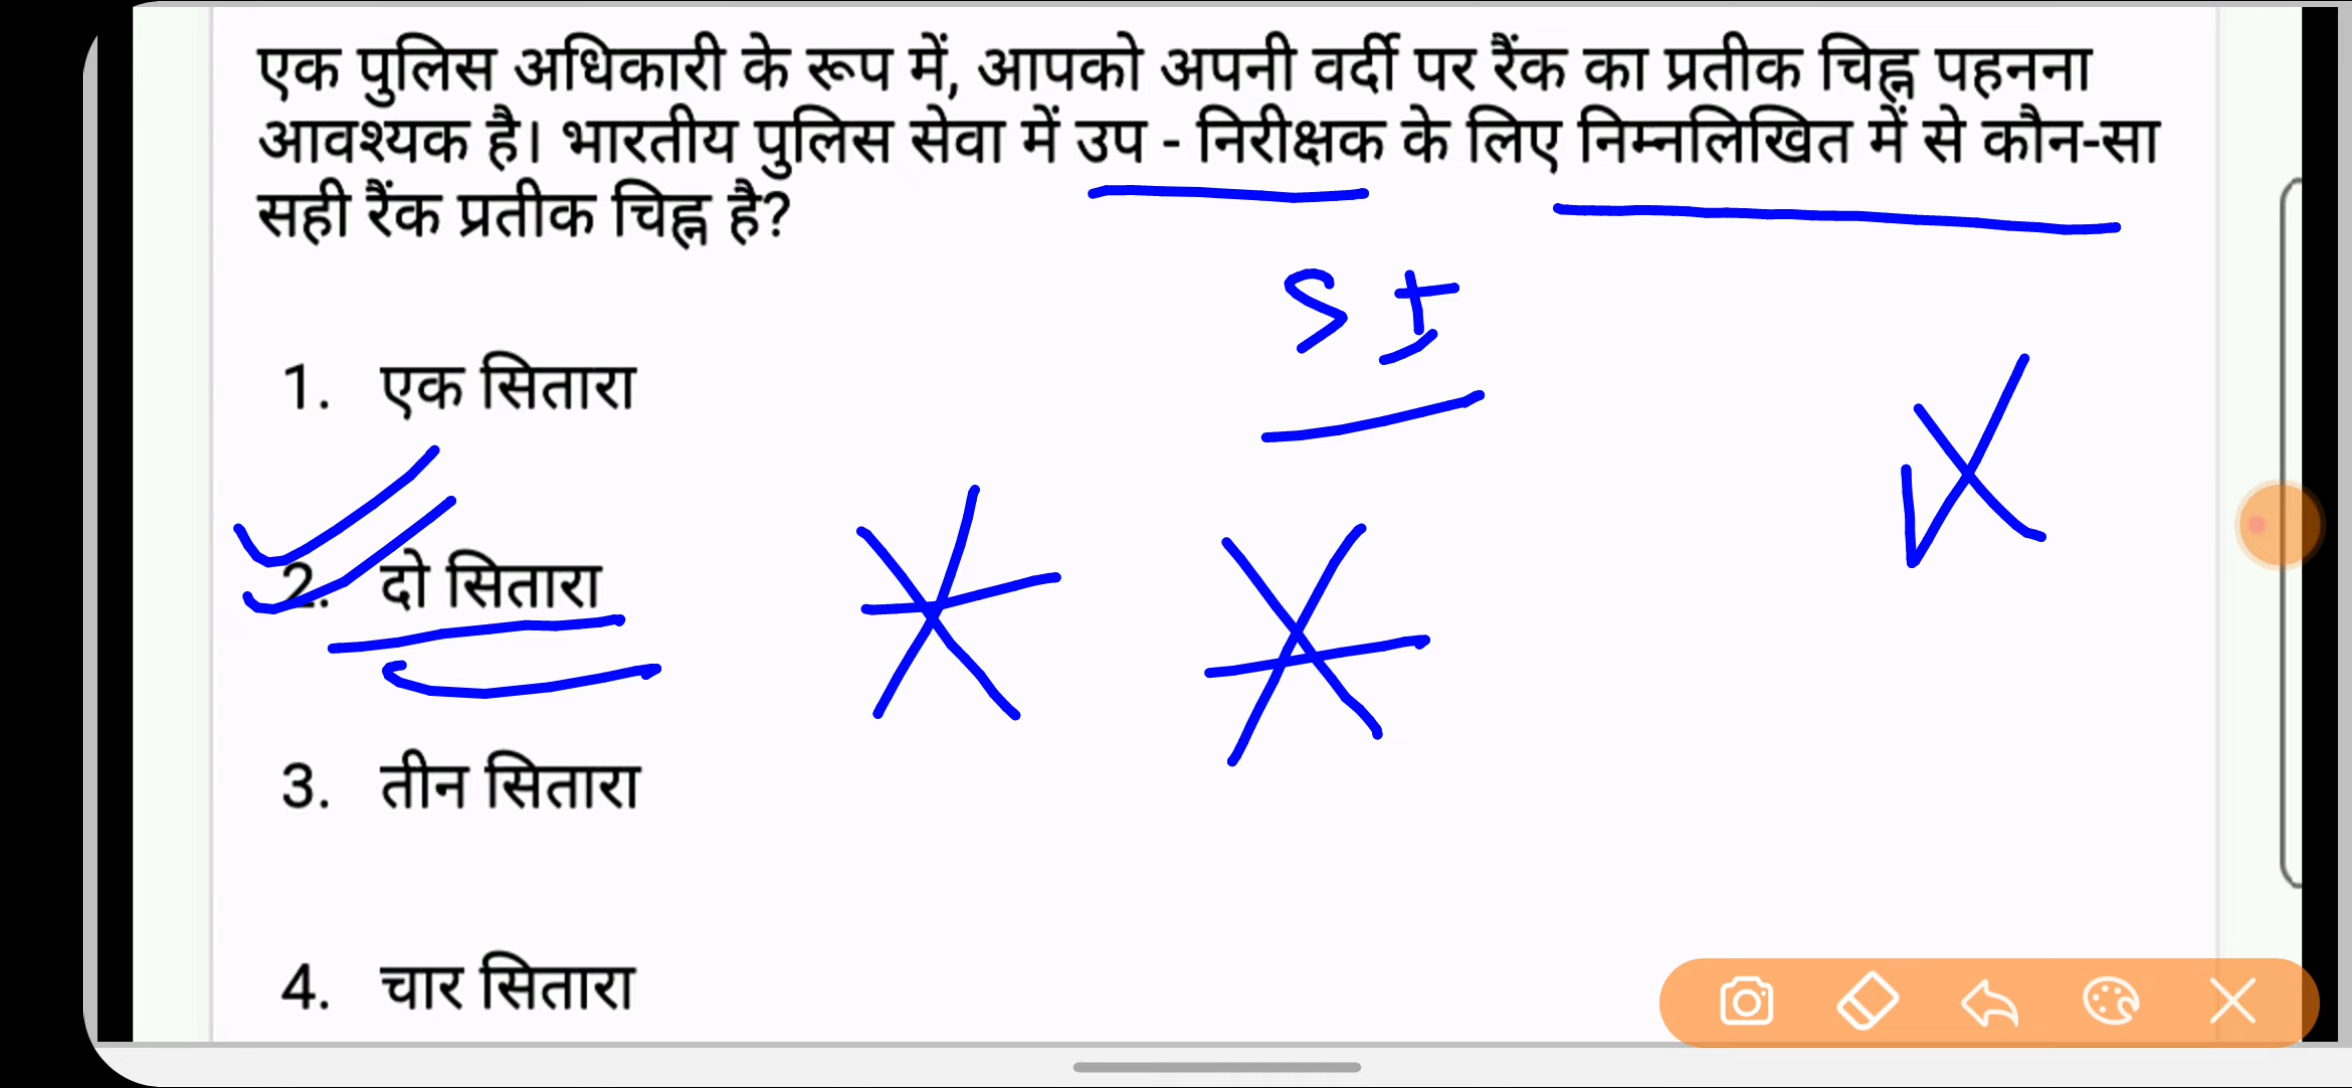 एक पुलिस अधिकारी के रूप में, आपको अपनी वर्दी पर रैंक का प्रतीक चिह्न पहनना
आवश्यक है। भारतीय पुलिस सेवा में उप - निरीक्षक के लिए निम्नलिखित में से कौन-सा
सही रैंक प्रतीक चिह्न है?
SI
1. एक सितारा
2. दो सितारा
3. तीन सितारा
4. चार सितारा